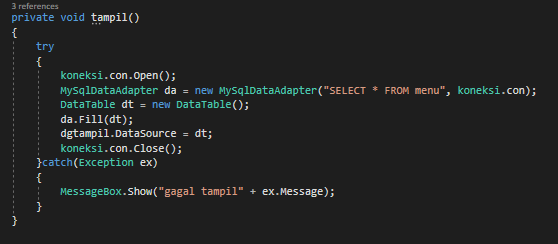 3 references
private void tampil()
{
try
{
koneksi.con.Open();
MySqlDataAdapter da = new MySqlDataAdapter("SELECT * FROM menu", koneksi.con);
DataTable dt = new DataTable();
da.Fill(dt);
dgtampil.DataSource = dt;
koneksi.con.Close();
}catch(Exception ex)
{
MessageBox.Show("gagal tampil" + ex.Message);
}
}